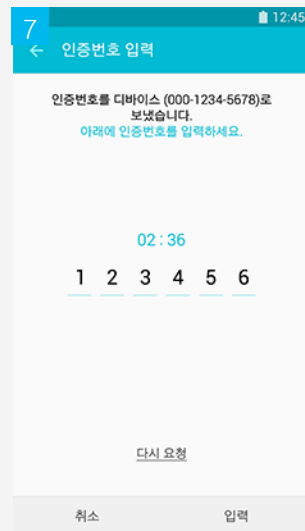 7
12:45
← 인증번호 입력
인증번호를 디바이스 (000-1234-5678)로
보냈습니다.
아래에 인증번호를 입력하세요.
02 : 36
1 2 3 4 5 6
다시 요청
취소 입력